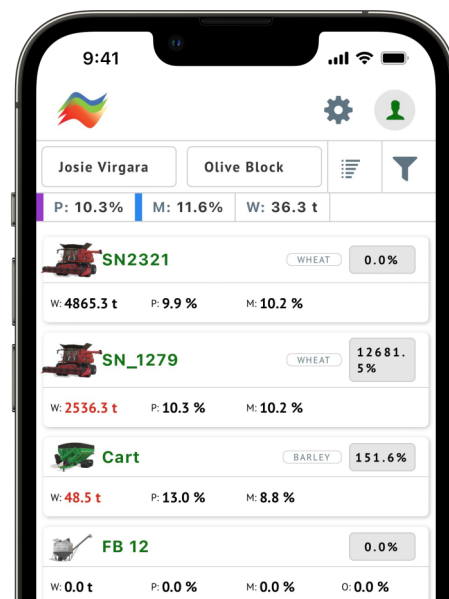 9:41
Josie Virgara Olive Block
P: 10.3% M: 11.6% W: 36.3 t
SN2321 WHEAT 0.0%
W: 4865.3 t P: 9.9 % M: 10.2 %
SN_1279 WHEAT 12681.
5%
W: 2536.3 t P: 10.3 % M: 10.2 %
Cart BARLEY 151.6%
W: 48.5 t P: 13.0 % M: 8.8 %
FB 12 0.0%
W: 0.0 t P: 0.0 % M: 0.0 % O: 0.0 %